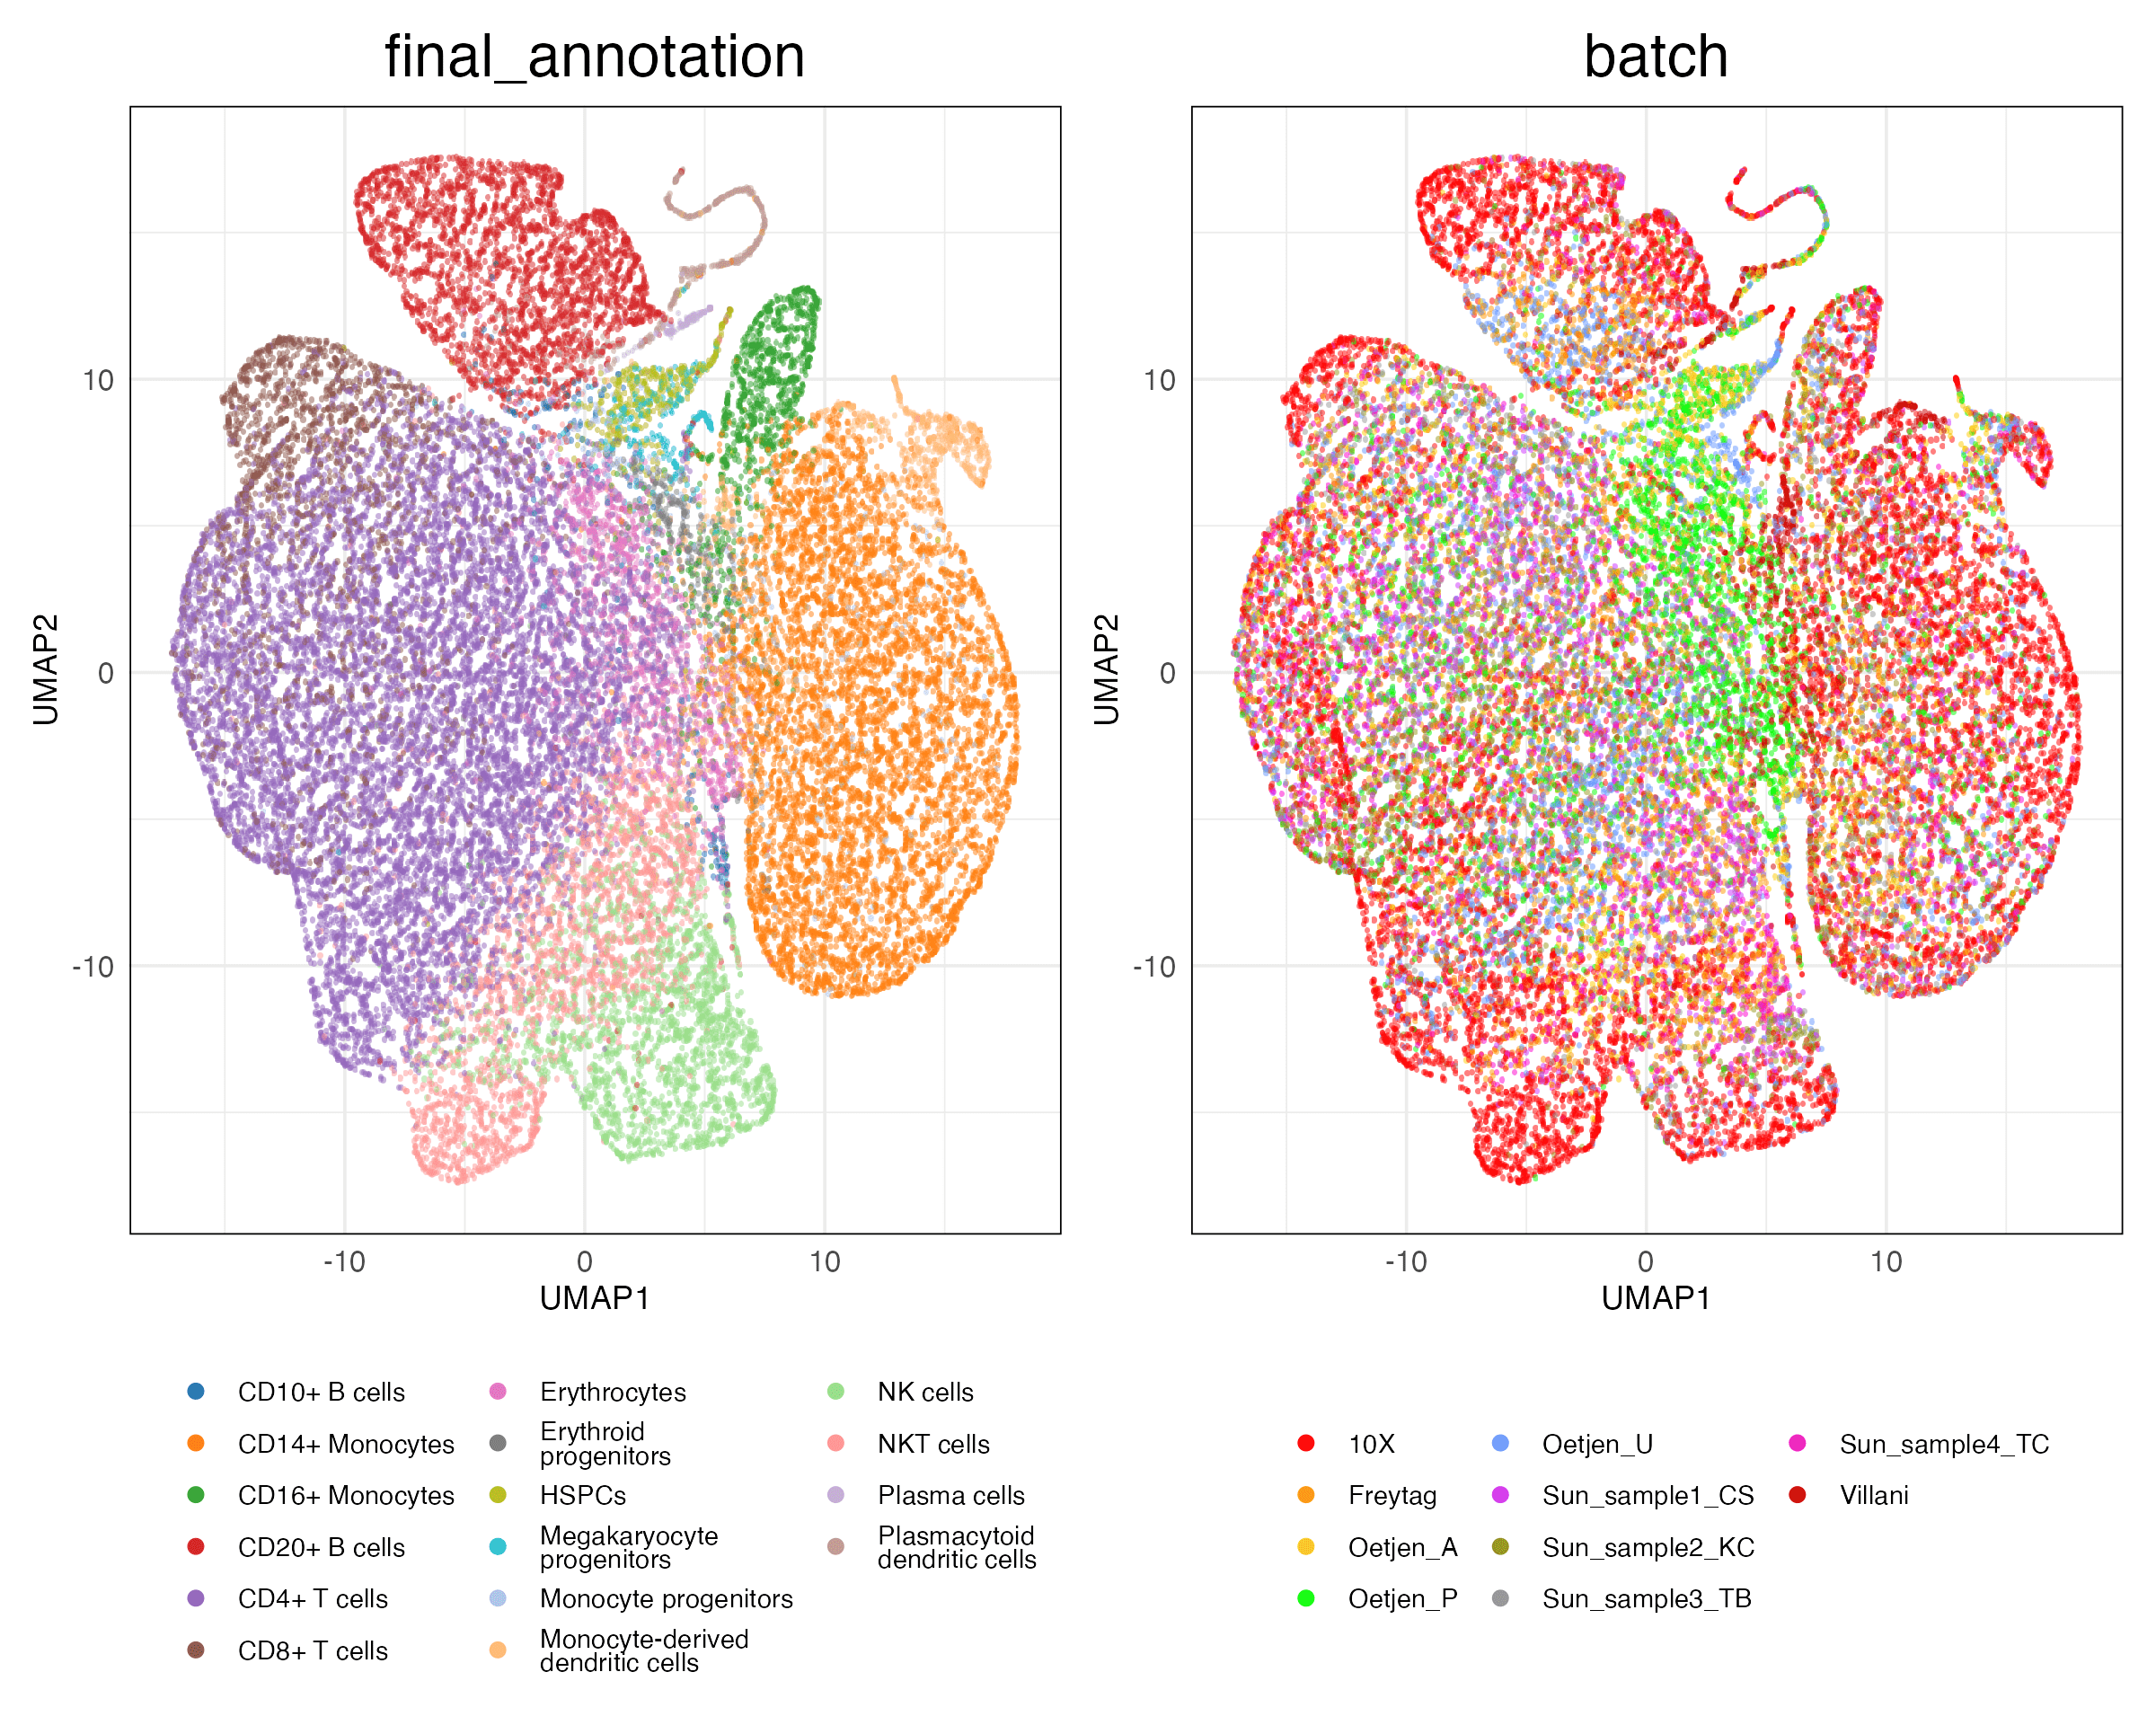 final_annotation
batch
UMAP2
10
0
-10
-10
0
10
UMAP1
UMAP2
10
0
-10
-10
0
10
UMAP1
CD10+ B cells
CD14+ Monocytes
CD16+ Monocytes
CD20+ B cells
CD4+ T cells
CD8+ T cells
Erythrocytes
Erythroid
progenitors
HSPCs
Megakaryocyte
progenitors
Monocyte progenitors
Monocyte-derived
dendritic cells
NK cells
NKT cells
Plasma cells
Plasmacytoid
dendritic cells
10X
Freytag
Oetjen_A
Oetjen_P
Oetjen_U
Sun_sample1_CS
Sun_sample2_KC
Sun_sample3_TB
Sun_sample4_TC
Villani